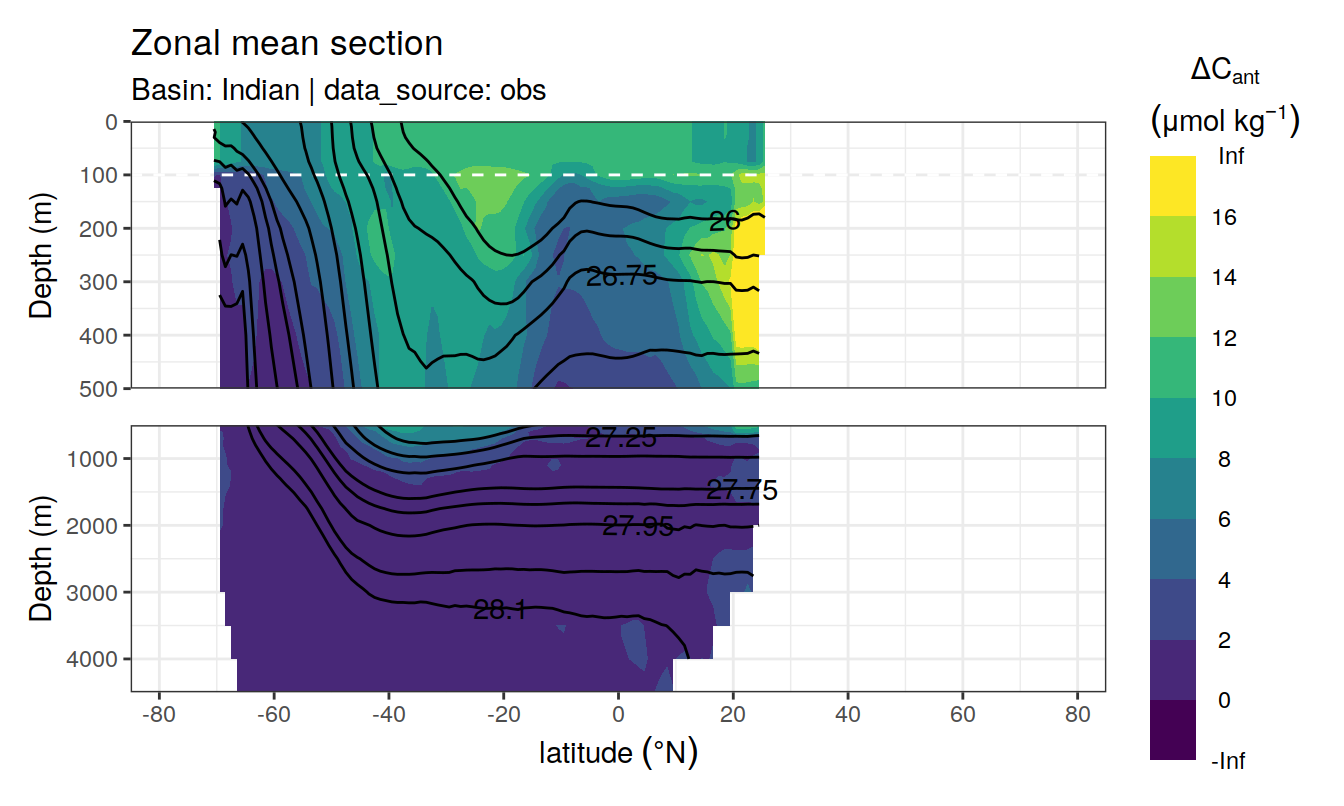 Zonal mean section
Basin: Indian | data_source: obs
ΔCant
(μmol kg−1)
Inf
16
14
12
10
8
6
4
2
0
-Inf
Depth (m)
0
100
200
300
400
500
26
26.75
Depth (m)
1000
2000
3000
4000
27.25
27.75
27.95
28.1
-80 -60 -40 -20 0 20 40 60 80
latitude (°N)